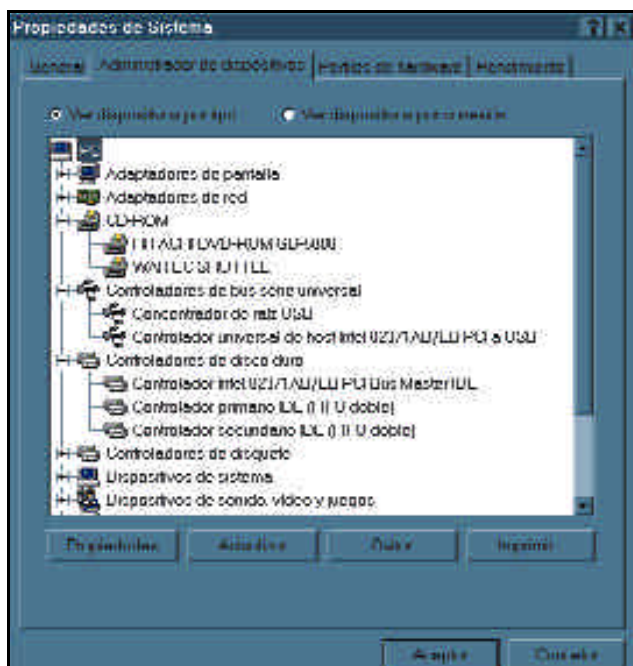 Propiedades de Sistema
General Administrador de dispositivos Perfiles de hardware Rendimiento
Ver dispositivos por tipo Ver dispositivos por conexión
PC
Adaptadores de pantalla
Adaptadores de red
CD-ROM
HITACHI DVD-ROM
WAITEC SHUTTLE
Controladores de bus serie universal
Concentrador de raíz USB
Controlador universal de host Intel 82371AB/EB PCI a USB
Controladores de disco duro
Controlador Intel 82371AB/EB PCI Bus Master IDE
Controlador primario IDE (FIFO doble)
Controlador secundario IDE (FIFO doble)
Controladores de disquete
Dispositivos de sistema
Dispositivos de sonido, vídeo y juegos
Propiedades Actualizar Quitar Imprimir
Aceptar Cancelar